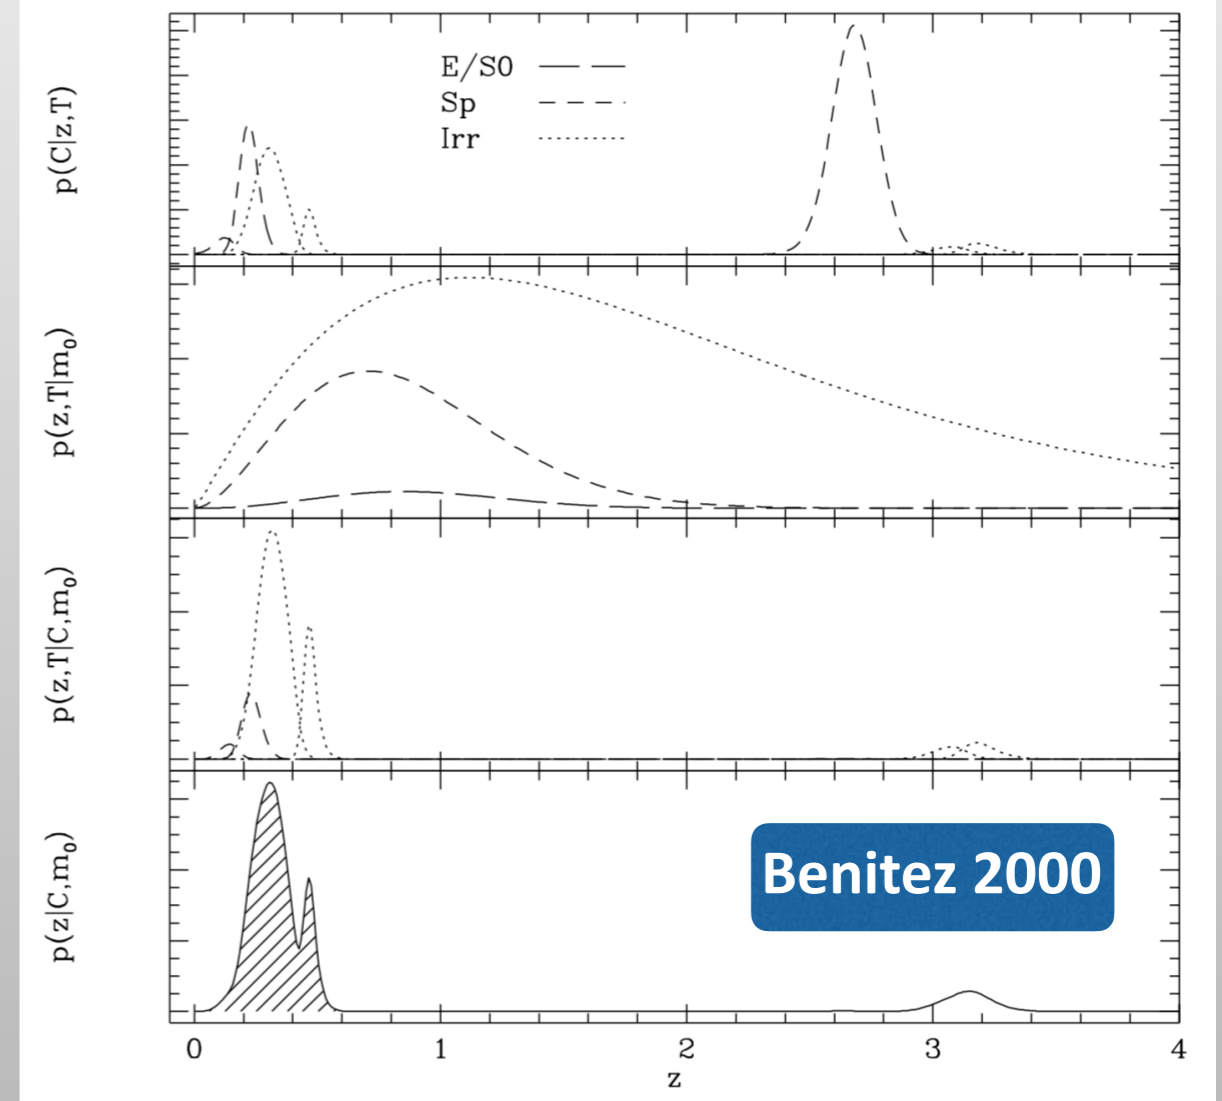 p(C|z,T)
E/S0
Sp
Irr
p(z,T|m₀)
p(z,T|C,m₀)
p(z|C,m₀)
Benitez 2000
0 1 2 3 4
z